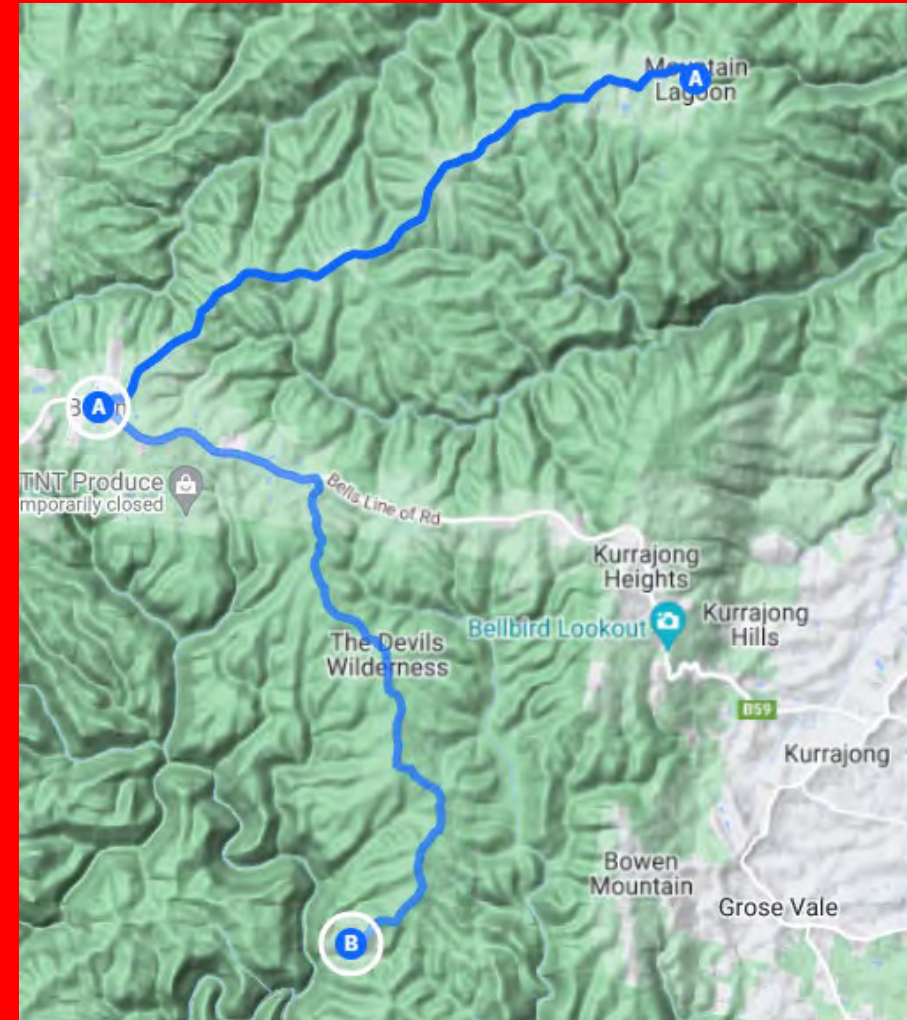 Mountain
Lagoon
A
A
TNT Produce
mporarily closed
Bells Line of Rd
Kurrajong
Heights
Bellbird Lookout
Kurrajong
Hills
The Devils
Wilderness
B59
Kurrajong
Bowen
Mountain
Grose Vale
B